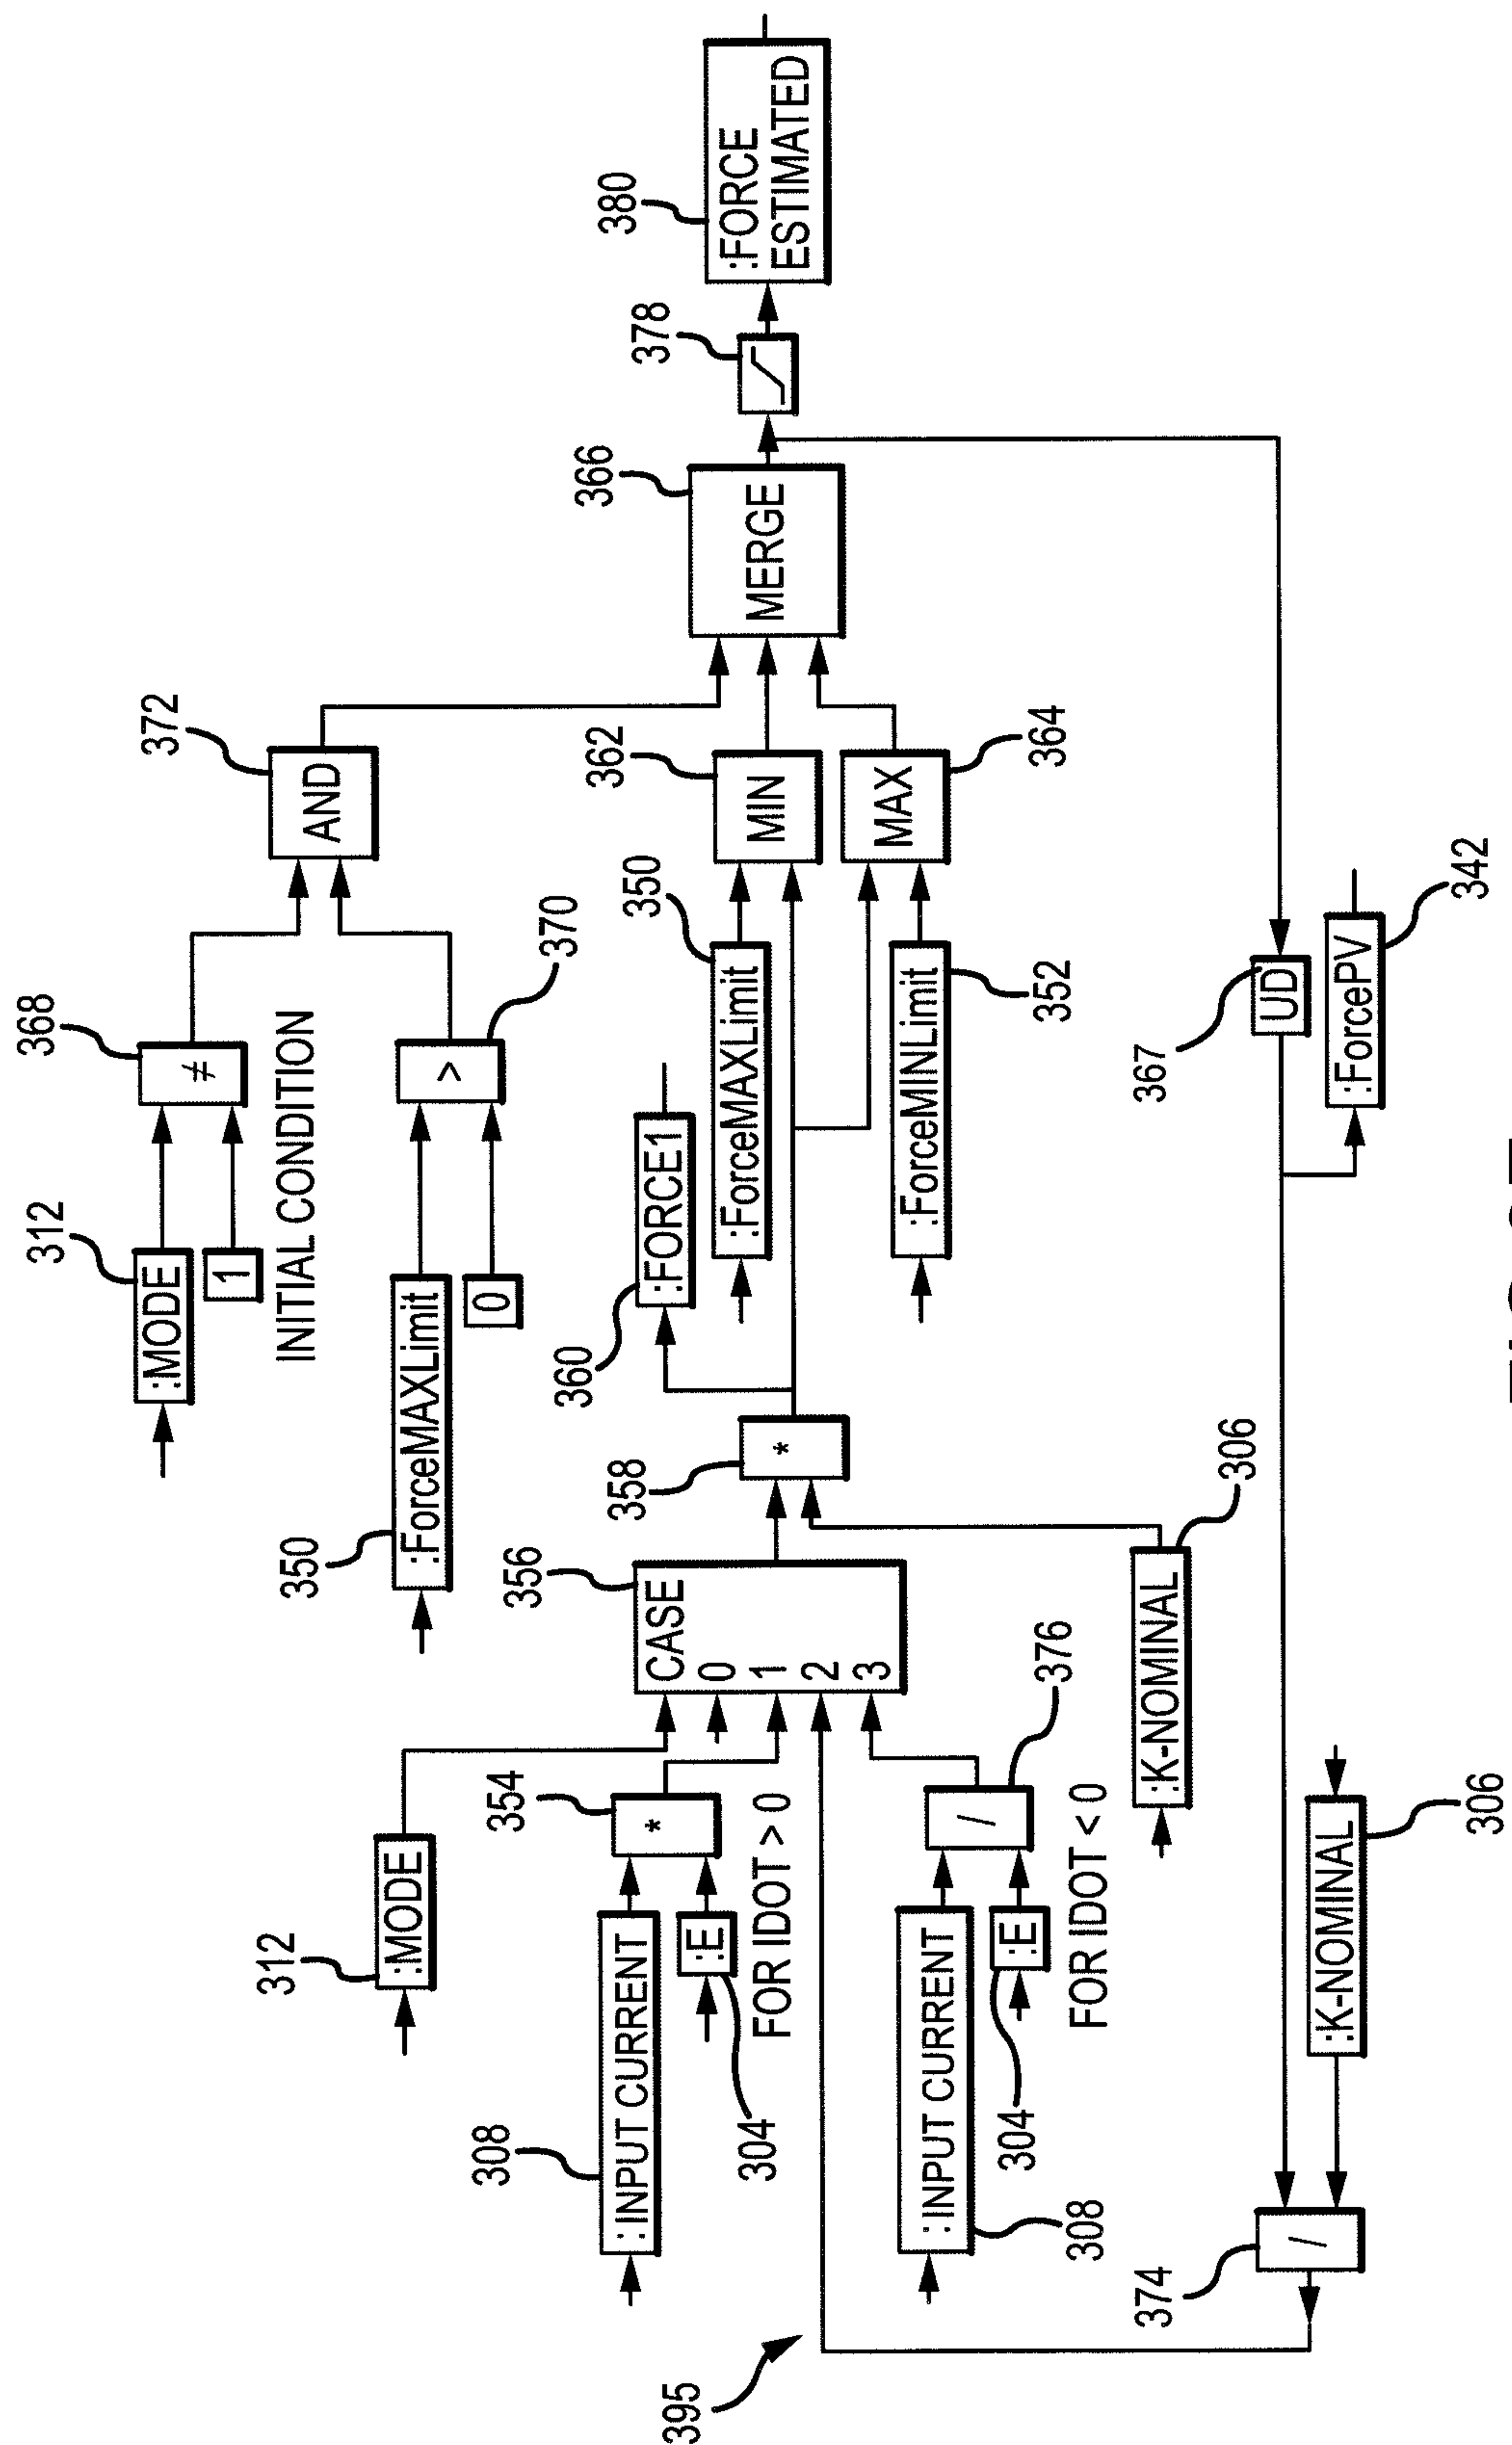 312
:MODE
368
≠
1
INITIAL CONDITION
372
AND
350
:ForceMAXLimit
370
>
0
312
:MODE
356
CASE
0
1
2
3
308
:INPUT CURRENT
354
*
304
:E
FOR IDOT > 0
358
*
360
:FORCE1
350
:ForceMAXLimit
362
MIN
366
MERGE
378
380
:FORCE
ESTIMATED
:ForceMINLimit
352
MAX
364
:INPUT CURRENT
308
/
376
:E
304
FOR IDOT < 0
:K-NOMINAL
306
395
374
/
:K-NOMINAL
306
367
UD
:ForcePV
342